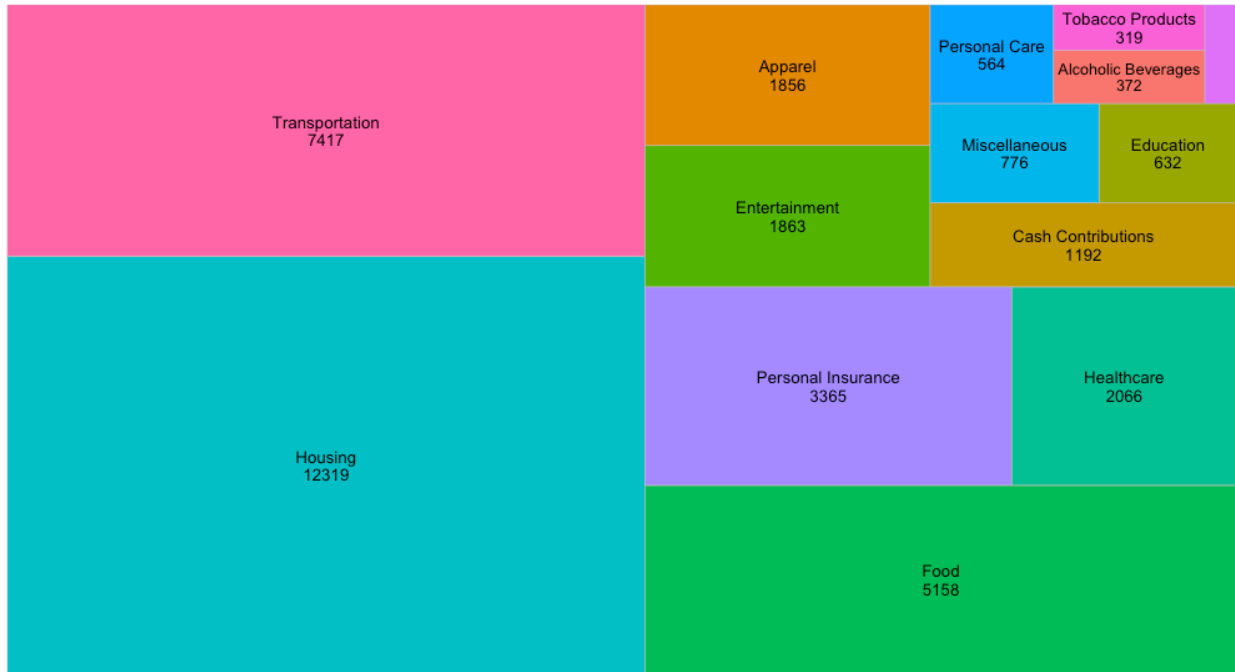 Transportation
7417
Housing
12319
Apparel
1856
Entertainment
1863
Personal Care
564
Tobacco Products
319
Alcoholic Beverages
372
Miscellaneous
776
Education
632
Cash Contributions
1192
Personal Insurance
3365
Healthcare
2066
Food
5158